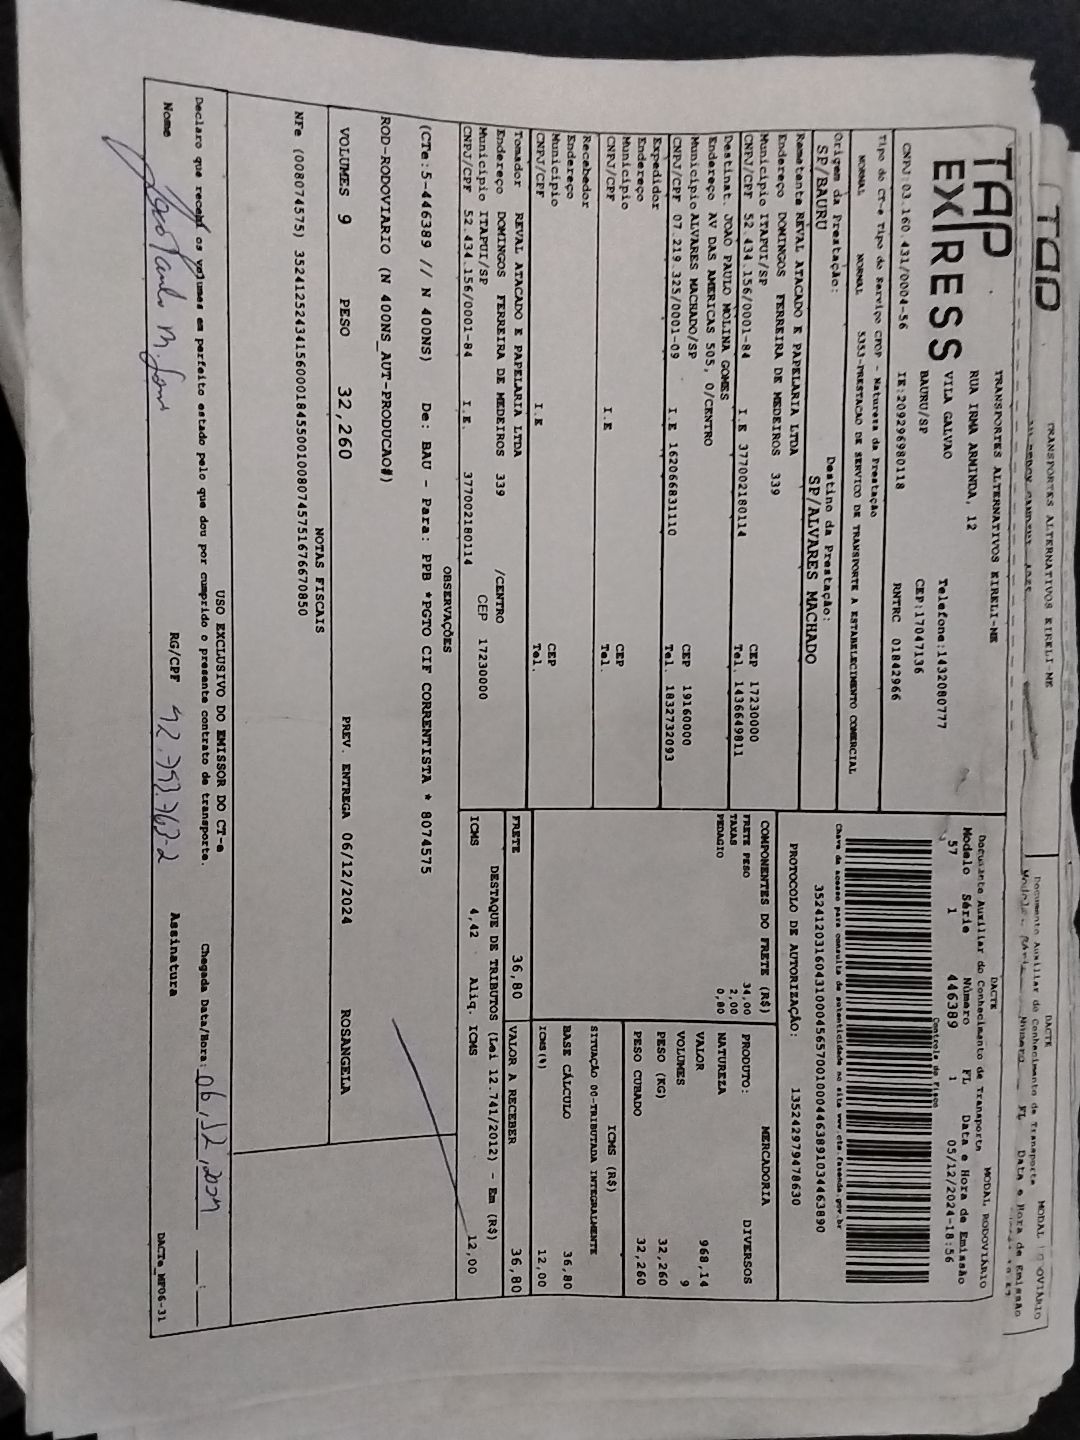 TAP
TRANSPORTES ALTERNATIVOS EIRELI-ME
DACTE
MODAL RODOVIÁRIO
Documento Auxiliar do Conhecimento de Transporte
TAP EXPRESS
TRANSPORTES ALTERNATIVOS EIRELI-ME
RUA IRMA ARMINDA, 12
VILA GALVAO
BAURU/SP
Telefone:1432080777
CEP:17047136
CNPJ:03.160.431/0004-56 IE:209296980118 RNTRC 01842966
DACTE MODAL RODOVIÁRIO
Documento Auxiliar do Conhecimento de Transporte
Modelo Série Número FL Data e Hora de Emissão
57 1 446389 1 05/12/2024-18:56
Controle do Fisco
Tipo do CT-e Tipo do Serviço CFOP - Natureza da Prestação
NORMAL NORMAL 5353-PRESTACAO DE SERVICO DE TRANSPORTE A ESTABELECIMENTO COMERCIAL
Chave de acesso para consulta de autenticidade no site www.cte.fazenda.gov.br
35241203160431000456570010004463891034463890
Origem da Prestação: Destino da Prestação:
SP/BAURU SP/ALVARES MACHADO
PROTOCOLO DE AUTORIZAÇÃO: 135242979478630
Remetente REVAL ATACADO E PAPELARIA LTDA
Endereço DOMINGOS FERREIRA DE MEDEIROS 339
Município ITAPUI/SP CEP 17230000
CNPJ/CPF 52.434.156/0001-84 I.E 377002180114 Tel. 1436649811
Destinat. JOAO PAULO MOLINA GOMES
Endereço AV DAS AMERICAS 505, 0/CENTRO
Município ALVARES MACHADO/SP CEP 19160000
CNPJ/CPF 07.219.325/0001-09 I.E 162066831110 Tel. 1832732093
Expedidor
Endereço
Município CEP
CNPJ/CPF I.E Tel.
Recebedor
Endereço
Município CEP
CNPJ/CPF I.E Tel.
Tomador REVAL ATACADO E PAPELARIA LTDA
Endereço DOMINGOS FERREIRA DE MEDEIROS 339 /CENTRO
Município ITAPUI/SP CEP 17230000
CNPJ/CPF 52.434.156/0001-84 I.E. 377002180114
COMPONENTES DO FRETE (R$)
FRETE PESO 34,00
TAXAS 2,00
PEDAGIO 0,80
MERCADORIA
PRODUTO: DIVERSOS
NATUREZA
VALOR 968,14
VOLUMES 9
PESO (KG) 32,260
PESO CUBADO 32,260
ICMS (R$)
SITUAÇÃO 00-TRIBUTADA INTEGRALMENTE
BASE CÁLCULO 36,80
ICMS(%) 12,00
FRETE 36,80 VALOR A RECEBER 36,80
DESTAQUE DE TRIBUTOS (Lei 12.741/2012) - Em (R$)
ICMS 4,42 Aliq. ICMS 12,00
OBSERVAÇÕES
(CTe:5-446389 // N 400NS) De: BAU - Para: PPB *PGTO CIF CORRENTISTA * 8074575
ROD-RODOVIARIO (N 400NS_AUT-PRODUCAO#)
VOLUMES 9 PESO 32,260 PREV. ENTREGA 06/12/2024 ROSANGELA
NOTAS FISCAIS
NFe (008074575) 35241252434156000184550010080745751676670850
USO EXCLUSIVO DO EMISSOR DO CT-e
Declaro que recebi os volumes em perfeito estado pelo que dou por cumprido o presente contrato de transporte. Chegada Data/Hora: 06,12,2024
Nome João Paulo M. Gomes RG/CPF 42.753.763-2 Assinatura
DACTe_MF06-31